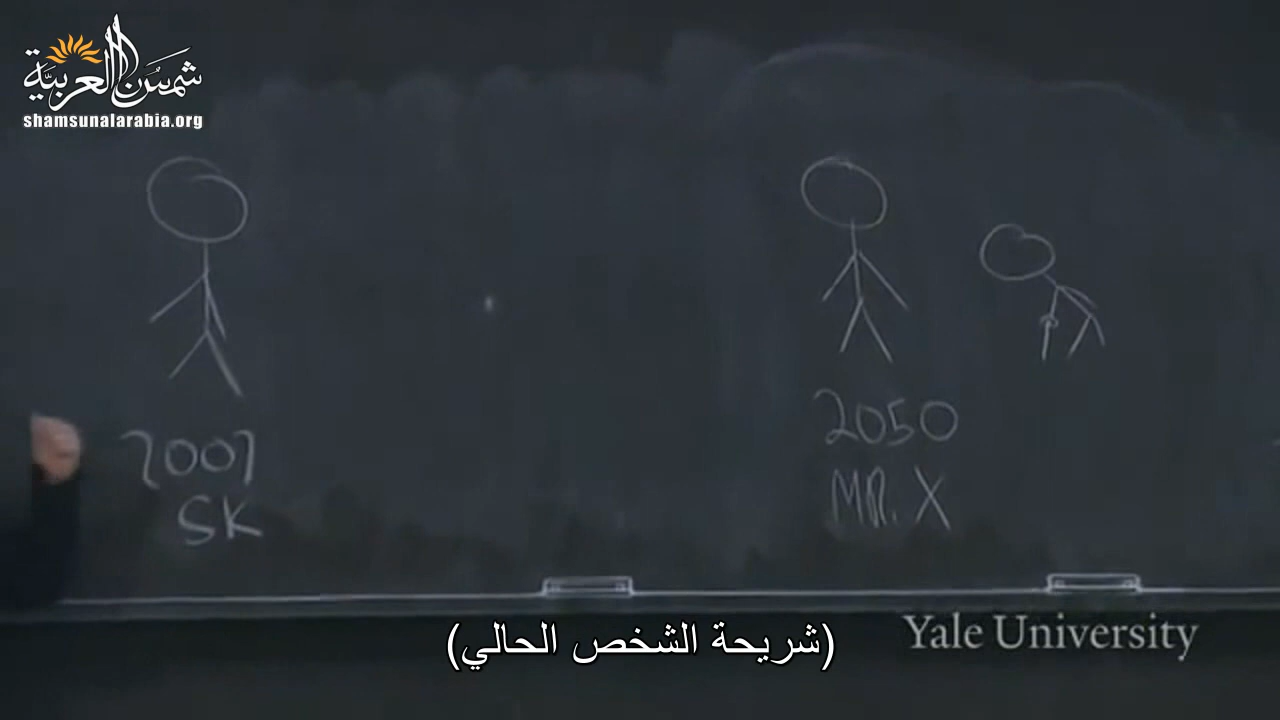 شمس العربية
shamsunalarabia.org
2007
SK
2050
MR. X
Yale University
(شريحة الشخص الحالي)